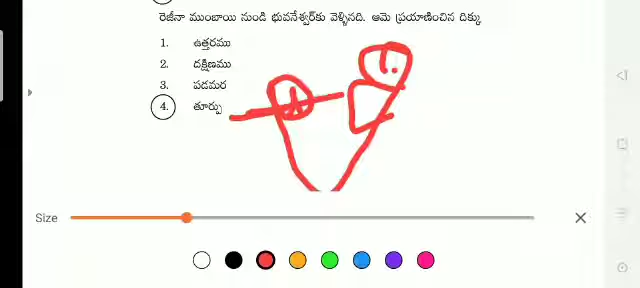 రెజీనా ముంబాయి నుండి భువనేశ్వర్‌కు వెళ్ళినది. ఆమె ప్రయాణించిన దిక్కు
1. ఉత్తరము
2. దక్షిణము
3. పడమర
4. తూర్పు
Size